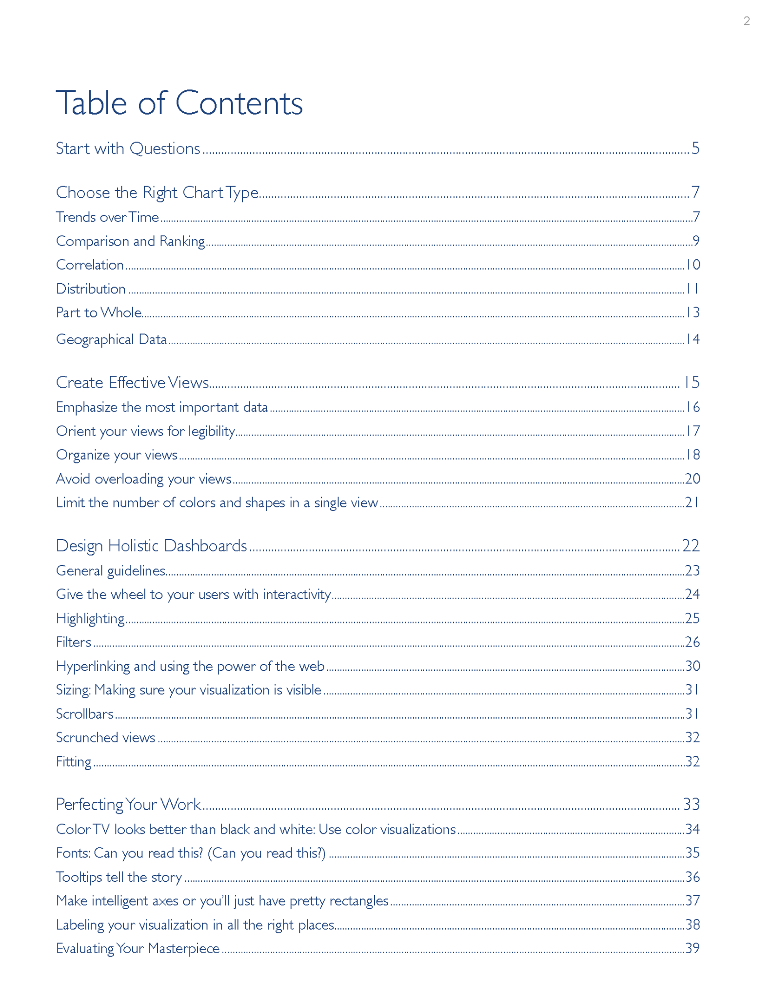 2
Table of Contents
Start with Questions 5
Choose the Right Chart Type 7
Trends over Time 7
Comparison and Ranking 9
Correlation 10
Distribution 11
Part to Whole 13
Geographical Data 14
Create Effective Views 15
Emphasize the most important data 16
Orient your views for legibility 17
Organize your views 18
Avoid overloading your views 20
Limit the number of colors and shapes in a single view 21
Design Holistic Dashboards 22
General guidelines 23
Give the wheel to your users with interactivity 24
Highlighting 25
Filters 26
Hyperlinking and using the power of the web 30
Sizing: Making sure your visualization is visible 31
Scrollbars 31
Scrunched views 32
Fitting 32
Perfecting Your Work 33
Color TV looks better than black and white: Use color visualizations 34
Fonts: Can you read this? (Can you read this?) 35
Tooltips tell the story 36
Make intelligent axes or you'll just have pretty rectangles 37
Labeling your visualization in all the right places 38
Evaluating Your Masterpiece 39